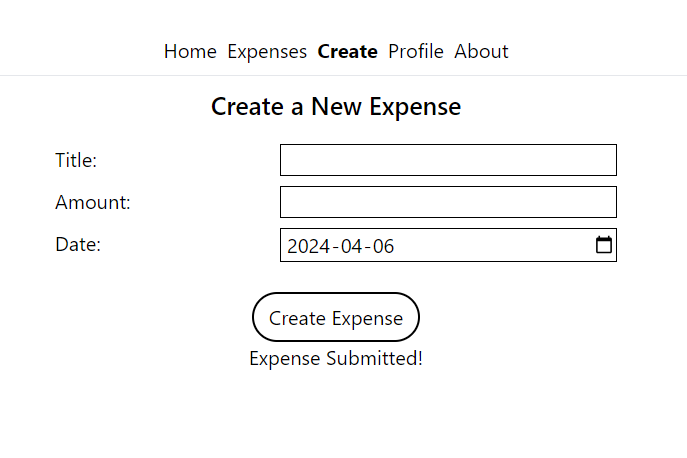 Home Expenses Create Profile About
Create a New Expense
Title:
Amount:
Date: 2024-04-06
Create Expense
Expense Submitted!